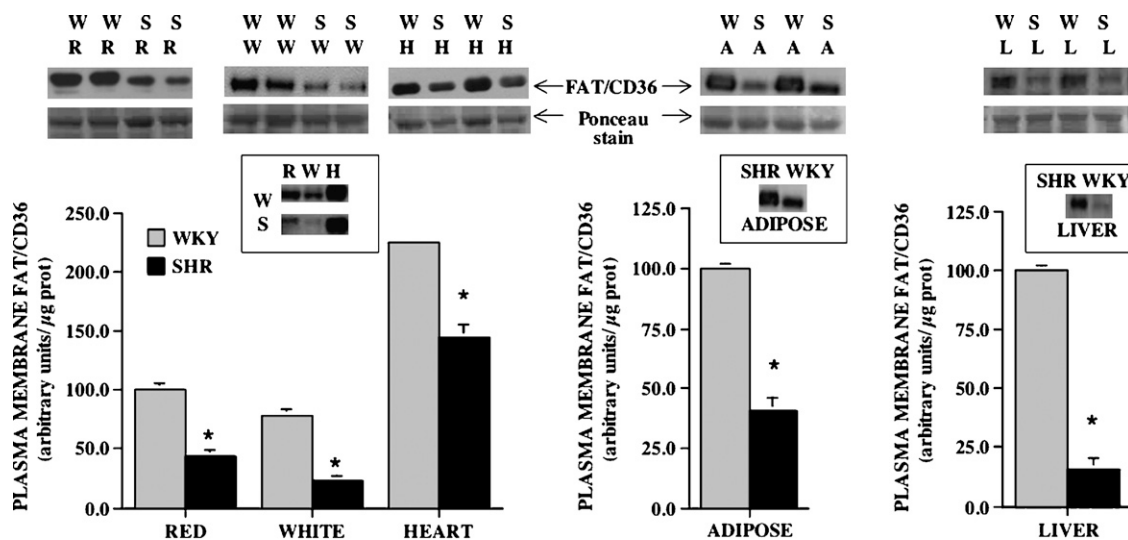 W W S S
R R R R
W W S S
W W W W
W S W S
H H H H
W S W S
A A A A
W S W S
L L L L
FAT/CD36
Ponceau
stain
PLASMA MEMBRANE FAT/CD36
(arbitrary units/µg prot)
250.0
200.0
150.0
100.0
50.0
0.0
WKY
SHR
R W H
W
S
*
*
*
RED
WHITE
HEART
PLASMA MEMBRANE FAT/CD36
(arbitrary units/µg prot)
125.0
100.0
75.0
50.0
25.0
0.0
SHR WKY
ADIPOSE
*
ADIPOSE
PLASMA MEMBRANE FAT/CD36
(arbitrary units/µg prot)
125.0
100.0
75.0
50.0
25.0
0.0
SHR WKY
LIVER
*
LIVER